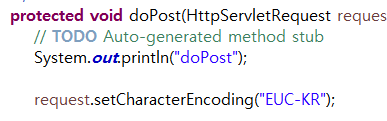 protected void doPost(HttpServletRequest reques
// TODO Auto-generated method stub
System.out.println("doPost");
request.setCharacterEncoding("EUC-KR");